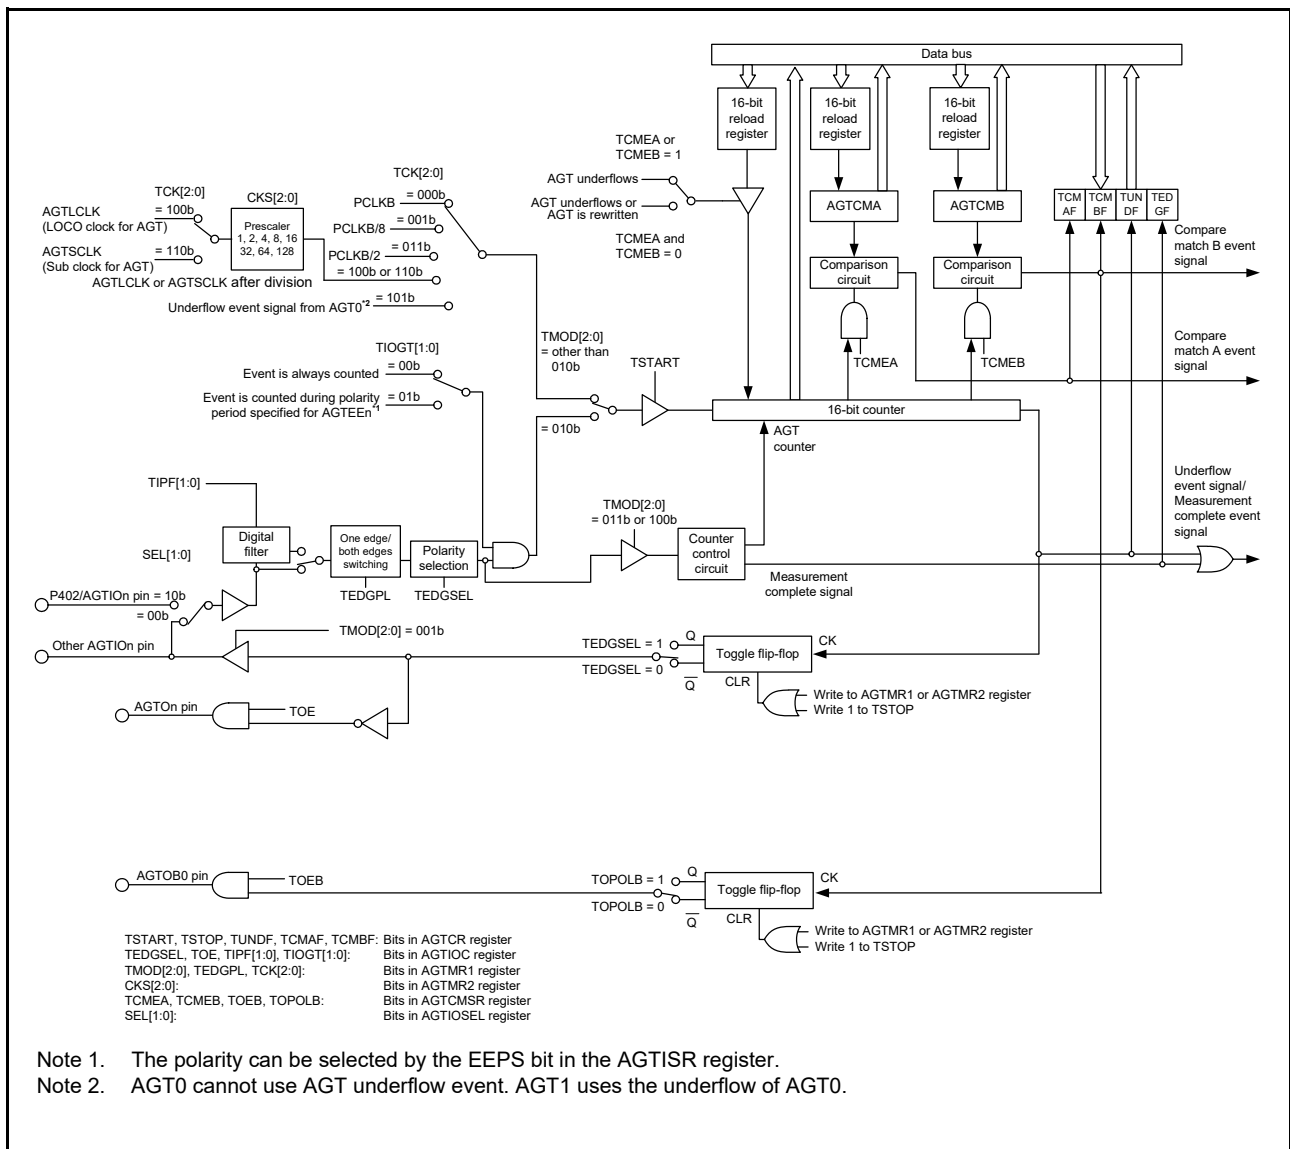 Data bus
16-bit reload register
16-bit reload register
16-bit reload register
TCMEA or
TCMEB = 1
AGT underflows
AGT underflows or
AGT is rewritten
TCMEA and
TCMEB = 0
TCK[2:0]
PCLKB = 000b
PCLKB/8 = 001b
PCLKB/2 = 011b
= 100b or 110b
AGTLCLK or AGTSCLK after division
Underflow event signal from AGT0*2 = 101b
TCK[2:0]
AGTLCLK = 100b
(LOCO clock for AGT)
AGTSCLK = 110b
(Sub clock for AGT)
CKS[2:0]
Prescaler
1, 2, 4, 8, 16
32, 64, 128
AGTCMA
AGTCMB
TCM AF
TCM BF
TUN DF
TED GF
Comparison circuit
Comparison circuit
TCMEA
TCMEB
Compare
match B event
signal
Compare
match A event
signal
TIOGT[1:0]
Event is always counted = 00b
Event is counted during polarity
period specified for AGTEEn*1 = 01b
TMOD[2:0]
= other than
010b
= 010b
TSTART
16-bit counter
AGT
counter
Underflow
event signal/
Measurement
complete event
signal
TIPF[1:0]
Digital filter
SEL[1:0]
One edge/
both edges
switching
Polarity
selection
TEDGPL
TEDGSEL
TMOD[2:0]
= 011b or 100b
Counter
control
circuit
Measurement
complete signal
P402/AGTIOn pin = 10b
= 00b
Other AGTIOn pin
TMOD[2:0] = 001b
TEDGSEL = 1
TEDGSEL = 0
Q
Q
Toggle flip-flop
CK
CLR
Write to AGTMR1 or AGTMR2 register
Write 1 to TSTOP
AGTOn pin
TOE
AGTOB0 pin
TOEB
TOPOLB = 1
TOPOLB = 0
Q
Q
Toggle flip-flop
CK
CLR
Write to AGTMR1 or AGTMR2 register
Write 1 to TSTOP
TSTART, TSTOP, TUNDF, TCMAF, TCMBF: Bits in AGTCR register
TEDGSEL, TOE, TIPF[1:0], TIOGT[1:0]: Bits in AGTIOC register
TMOD[2:0], TEDGPL, TCK[2:0]: Bits in AGTMR1 register
CKS[2:0]: Bits in AGTMR2 register
TCMEA, TCMEB, TOEB, TOPOLB: Bits in AGTCMSR register
SEL[1:0]: Bits in AGTIOSEL register
Note 1. The polarity can be selected by the EEPS bit in the AGTISR register.
Note 2. AGT0 cannot use AGT underflow event. AGT1 uses the underflow of AGT0.